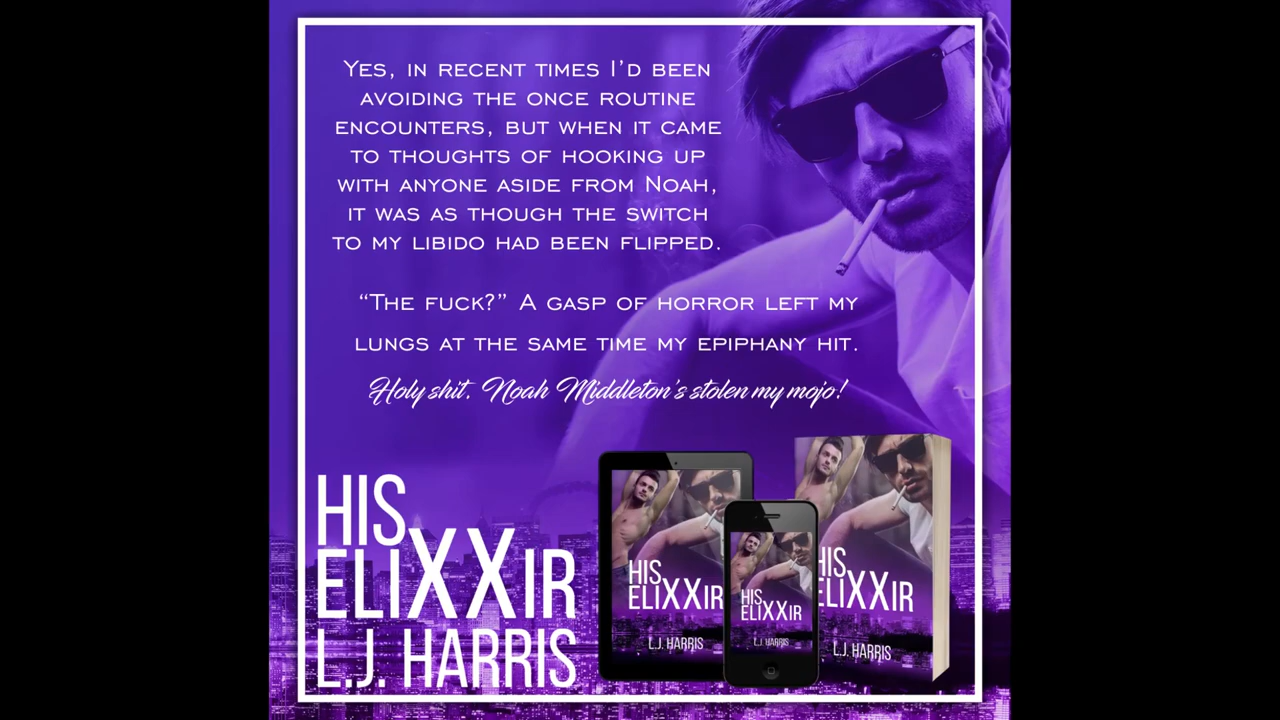 YES, IN RECENT TIMES I'D BEEN
AVOIDING THE ONCE ROUTINE
ENCOUNTERS, BUT WHEN IT CAME
TO THOUGHTS OF HOOKING UP
WITH ANYONE ASIDE FROM NOAH,
IT WAS AS THOUGH THE SWITCH
TO MY LIBIDO HAD BEEN FLIPPED.
“THE FUCK?” A GASP OF HORROR LEFT MY
LUNGS AT THE SAME TIME MY EPIPHANY HIT.
Holy shit. Noah Middleton's stolen my mojo!
HIS
ELIXXIR
L.J. HARRIS
HIS
ELIXXIR
L.J. HARRIS
HIS
ELIXXIR
L.J. HARRIS
HIS
ELIXXIR
L.J. HARRIS